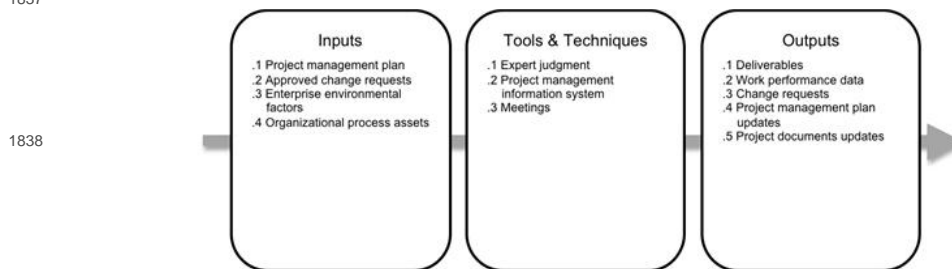 1837
1838
Inputs
.1 Project management plan
.2 Approved change requests
.3 Enterprise environmental
factors
.4 Organizational process assets
Tools & Techniques
.1 Expert judgment
.2 Project management
information system
.3 Meetings
Outputs
.1 Deliverables
.2 Work performance data
.3 Change requests
.4 Project management plan
updates
.5 Project documents updates